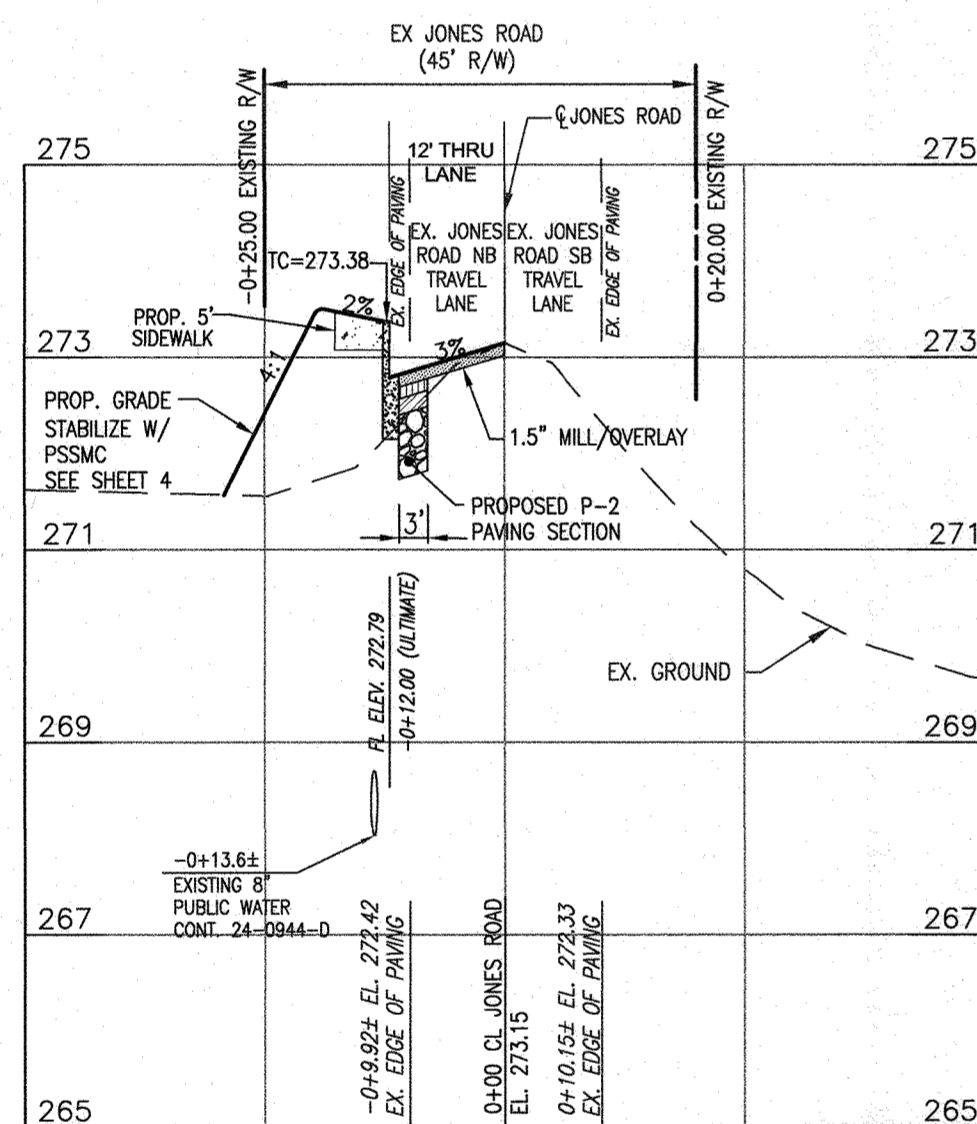 EX JONES ROAD
(45' R/W)
-0+25.00 EXISTING R/W
0+20.00 EXISTING R/W
℄ JONES ROAD
275
275
12' THRU
LANE
EX. EDGE OF PAVING
EX. JONES
ROAD NB
TRAVEL
LANE
EX. JONES
ROAD SB
TRAVEL
LANE
EX. EDGE OF PAVING
TC=273.38
2%
PROP. 5'
SIDEWALK
273
273
3%
4:1
PROP. GRADE
STABILIZE W/
PSSMC
SEE SHEET 4
1.5" MILL/OVERLAY
PROPOSED P-2
PAVING SECTION
3'
271
271
FL ELEV. 272.79
-0+12.00 (ULTIMATE)
EX. GROUND
269
269
-0+13.6±
EXISTING 8"
PUBLIC WATER
CONT. 24-0944-D
267
267
-0+9.92± EL. 272.42
EX. EDGE OF PAVING
0+00 CL JONES ROAD
EL. 273.15
0+10.15± EL. 272.33
EX. EDGE OF PAVING
265
265